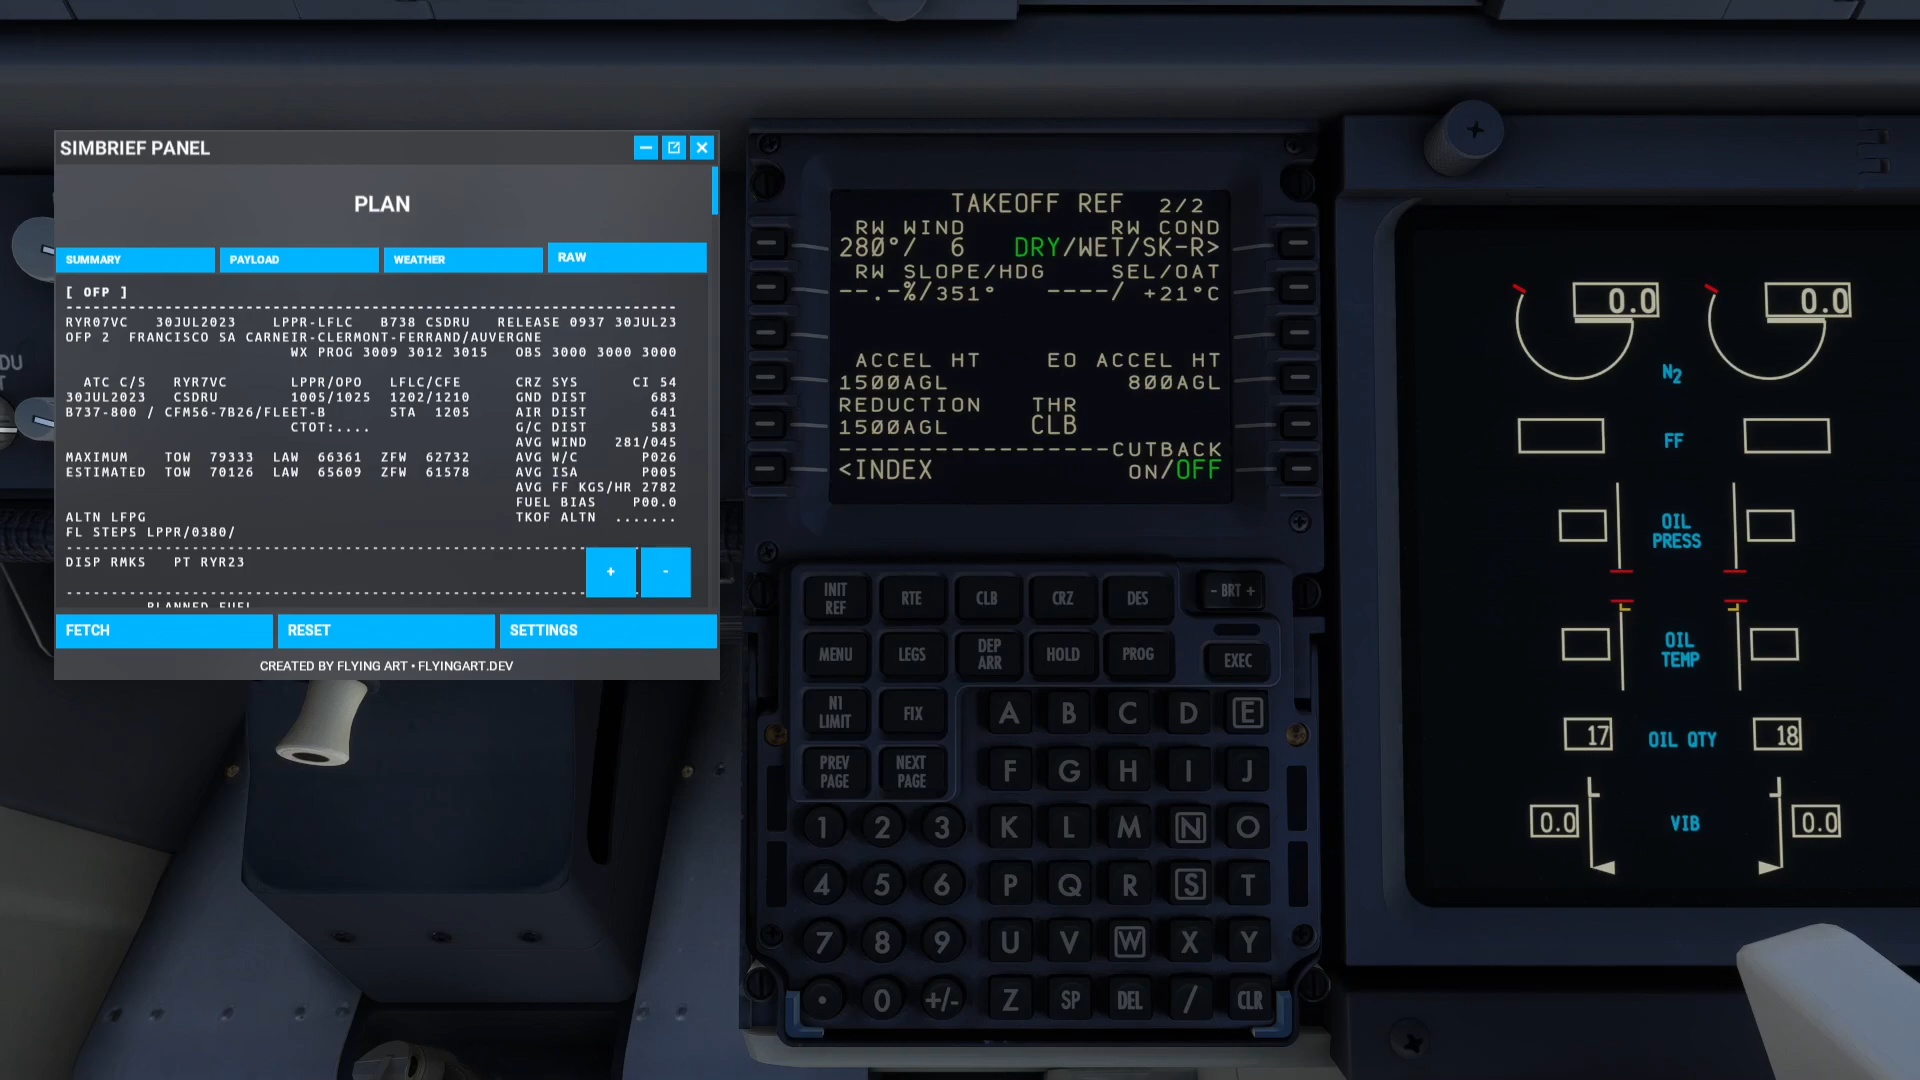 SIMBRIEF PANEL
PLAN
SUMMARY PAYLOAD WEATHER RAW
[ OFP ]
--------------------------------------------------------------------
RYR07VC 30JUL2023 LPPR-LFLC B738 CSDRU RELEASE 0937 30JUL23
OFP 2 FRANCISCO SA CARNEIR-CLERMONT-FERRAND/AUVERGNE
WX PROG 3009 3012 3015 OBS 3000 3000 3000
ATC C/S RYR7VC LPPR/OPO LFLC/CFE CRZ SYS CI 54
30JUL2023 CSDRU 1005/1025 1202/1210 GND DIST 683
B737-800 / CFM56-7B26/FLEET-B STA 1205 AIR DIST 641
CTOT:.... G/C DIST 583
AVG WIND 281/045
MAXIMUM TOW 79333 LAW 66361 ZFW 62732 AVG W/C P026
ESTIMATED TOW 70126 LAW 65609 ZFW 61578 AVG ISA P005
AVG FF KGS/HR 2782
FUEL BIAS P00.0
ALTN LFPG TKOF ALTN .......
FL STEPS LPPR/0380/
--------------------------------------------------------------------
DISP RMKS PT RYR23
+ -
--------------------------------------------------------------------
PLANNED FUEL
FETCH RESET SETTINGS
CREATED BY FLYING ART • FLYINGART.DEV
TAKEOFF REF 2/2
RW WIND RW COND
280°/ 6 DRY/WET/SK-R>
RW SLOPE/HDG SEL/OAT
--.-%/351° ----/ +21°C
ACCEL HT EO ACCEL HT
1500AGL 800AGL
REDUCTION THR
1500AGL CLB
------------------CUTBACK
<INDEX ON/OFF
INIT REF RTE CLB CRZ DES - BRT +
MENU LEGS DEP ARR HOLD PROG EXEC
N1 LIMIT FIX A B C D E
PREV PAGE NEXT PAGE F G H I J
1 2 3 K L M N O
4 5 6 P Q R S T
7 8 9 U V W X Y
. 0 +/- Z SP DEL / CLR
0.0 0.0
N2
FF
OIL PRESS
OIL TEMP
17 OIL QTY 18
0.0 VIB 0.0